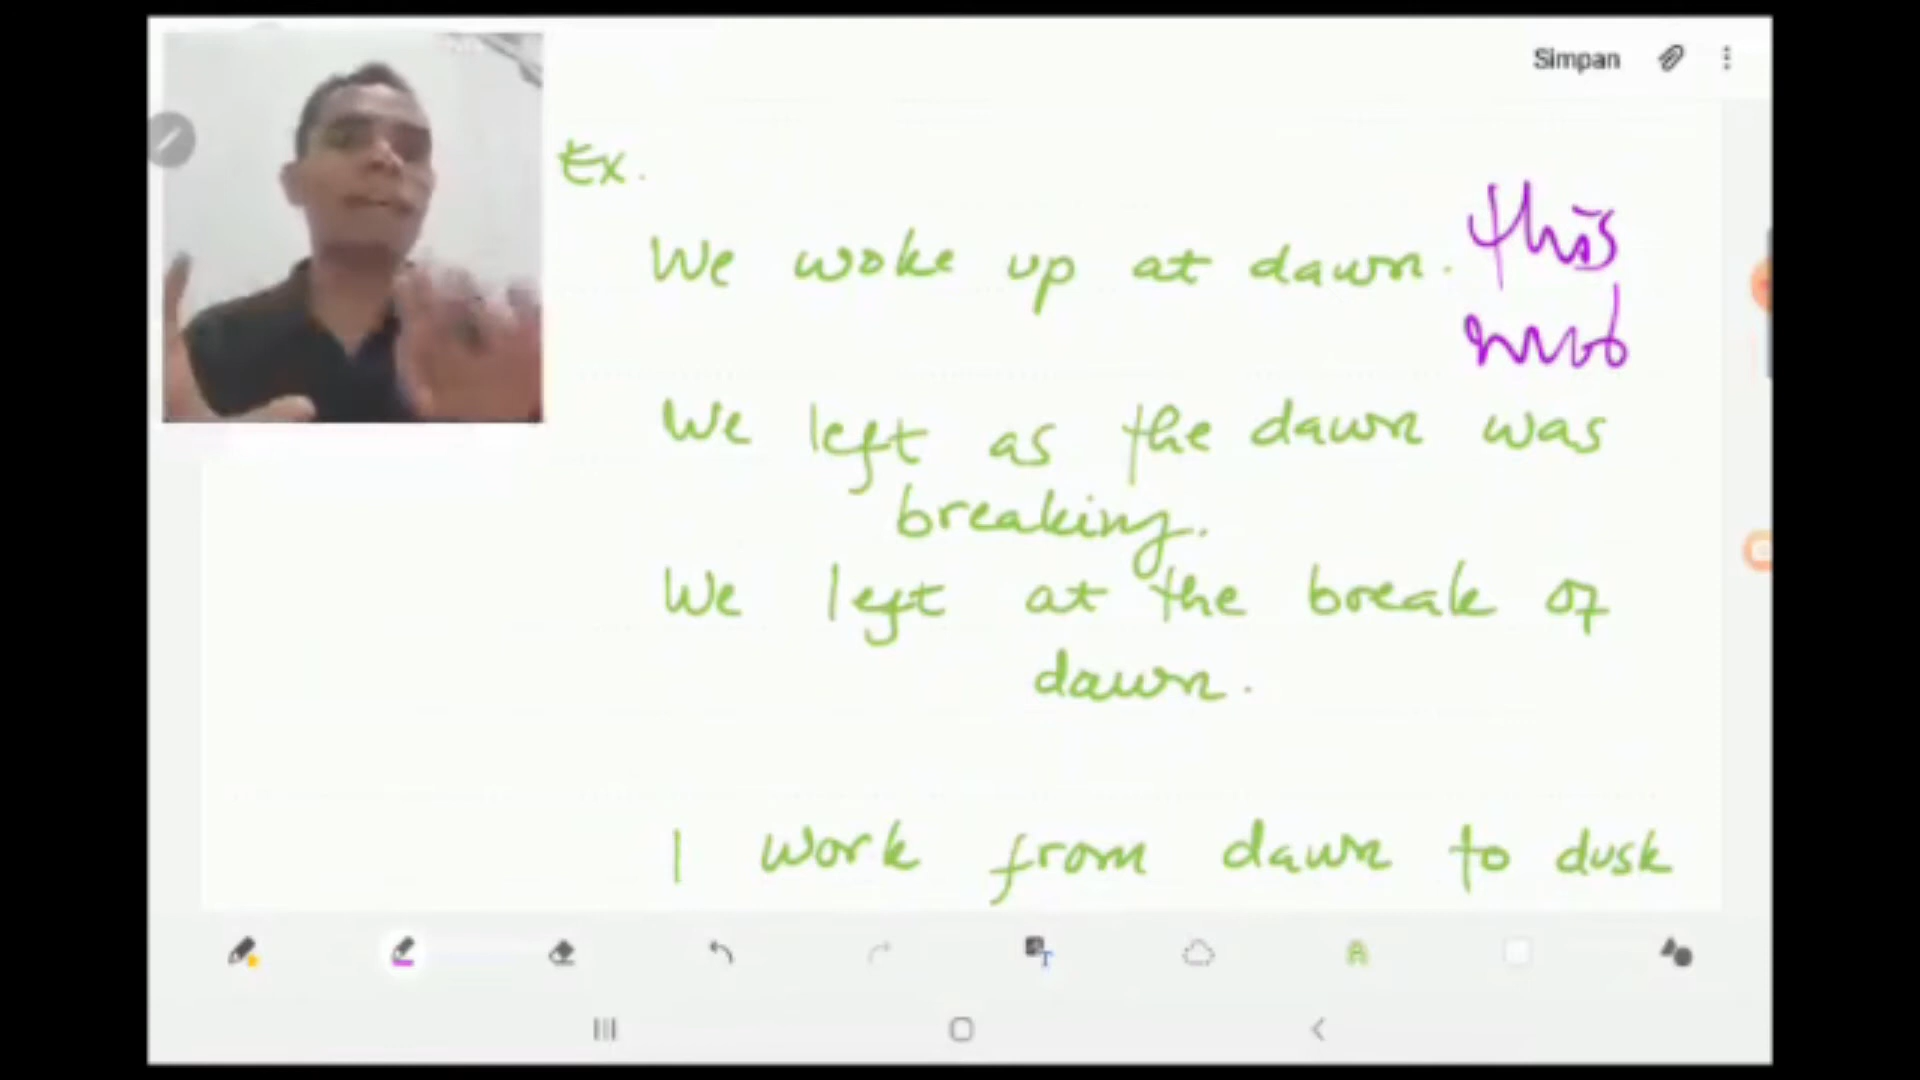 Simpan
Ex.
We woke up at dawn.
this
We left as the dawn was
breaking.
We left at the break of
dawn.
I work from dawn to dusk